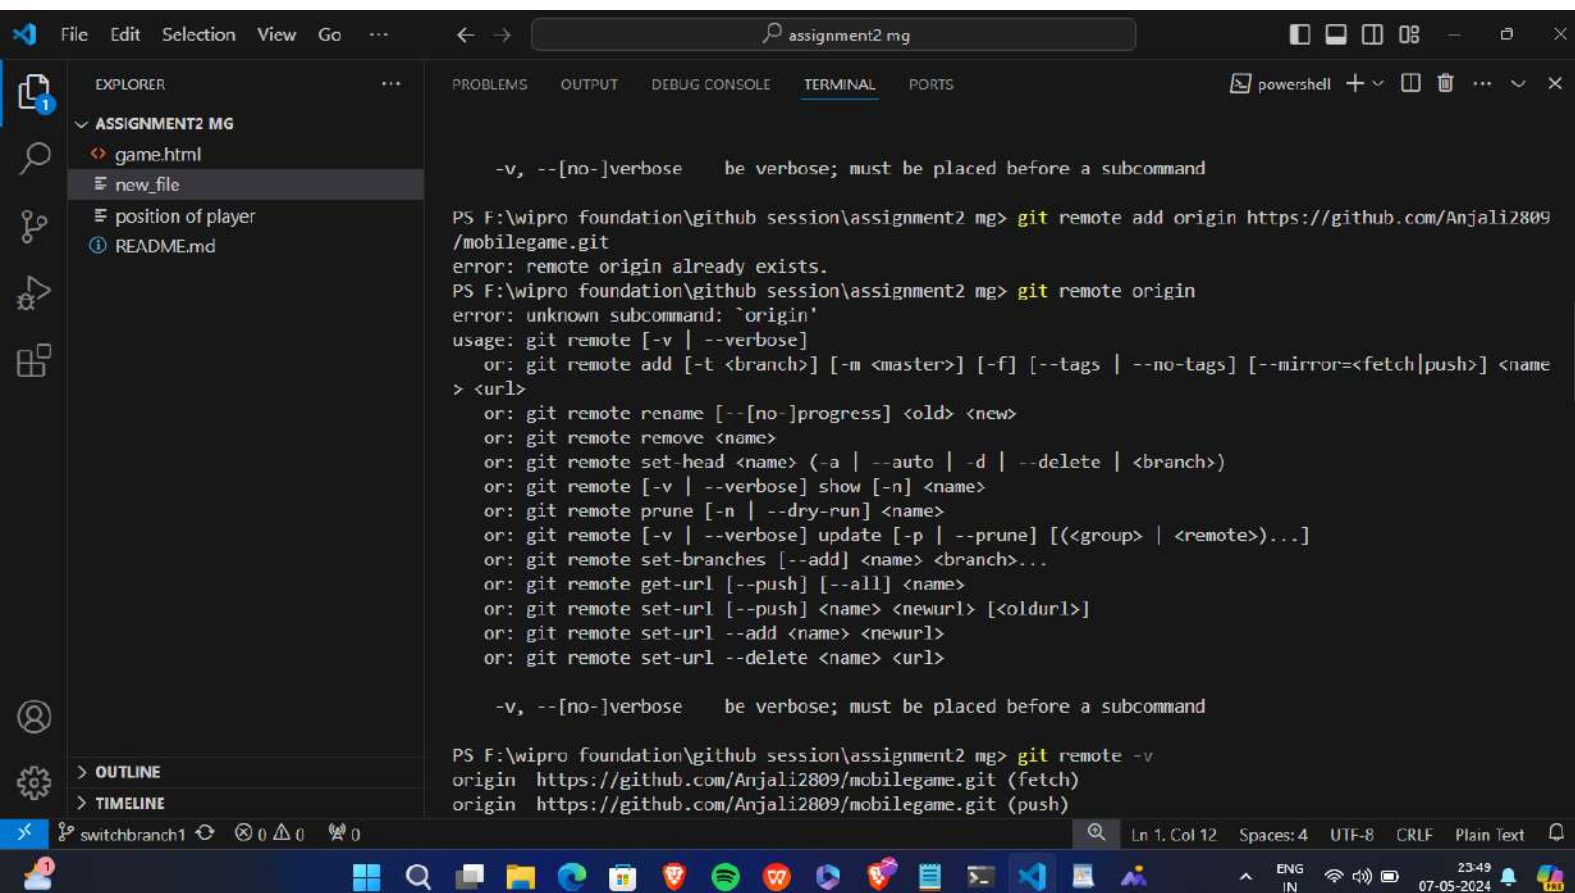 File Edit Selection View Go ··· ← → assignment2 mg
EXPLORER ···
1
ASSIGNMENT2 MG
game.html
new_file
position of player
README.md
> OUTLINE
> TIMELINE
PROBLEMS OUTPUT DEBUG CONSOLE TERMINAL PORTS powershell
-v, --[no-]verbose be verbose; must be placed before a subcommand
PS F:\wipro foundation\github session\assignment2 mg> git remote add origin https://github.com/Anjali2809
/mobilegame.git
error: remote origin already exists.
PS F:\wipro foundation\github session\assignment2 mg> git remote origin
error: unknown subcommand: `origin'
usage: git remote [-v | --verbose]
or: git remote add [-t <branch>] [-m <master>] [-f] [--tags | --no-tags] [--mirror=<fetch|push>] <name
> <url>
or: git remote rename [--[no-]progress] <old> <new>
or: git remote remove <name>
or: git remote set-head <name> (-a | --auto | -d | --delete | <branch>)
or: git remote [-v | --verbose] show [-n] <name>
or: git remote prune [-n | --dry-run] <name>
or: git remote [-v | --verbose] update [-p | --prune] [(<group> | <remote>)...]
or: git remote set-branches [--add] <name> <branch>...
or: git remote get-url [--push] [--all] <name>
or: git remote set-url [--push] <name> <newurl> [<oldurl>]
or: git remote set-url --add <name> <newurl>
or: git remote set-url --delete <name> <url>
-v, --[no-]verbose be verbose; must be placed before a subcommand
PS F:\wipro foundation\github session\assignment2 mg> git remote -v
origin https://github.com/Anjali2809/mobilegame.git (fetch)
origin https://github.com/Anjali2809/mobilegame.git (push)
switchbranch1 0 0 0 Ln 1, Col 12 Spaces: 4 UTF-8 CRLF Plain Text
1
ENG
IN
23:49
07-05-2024
PRE